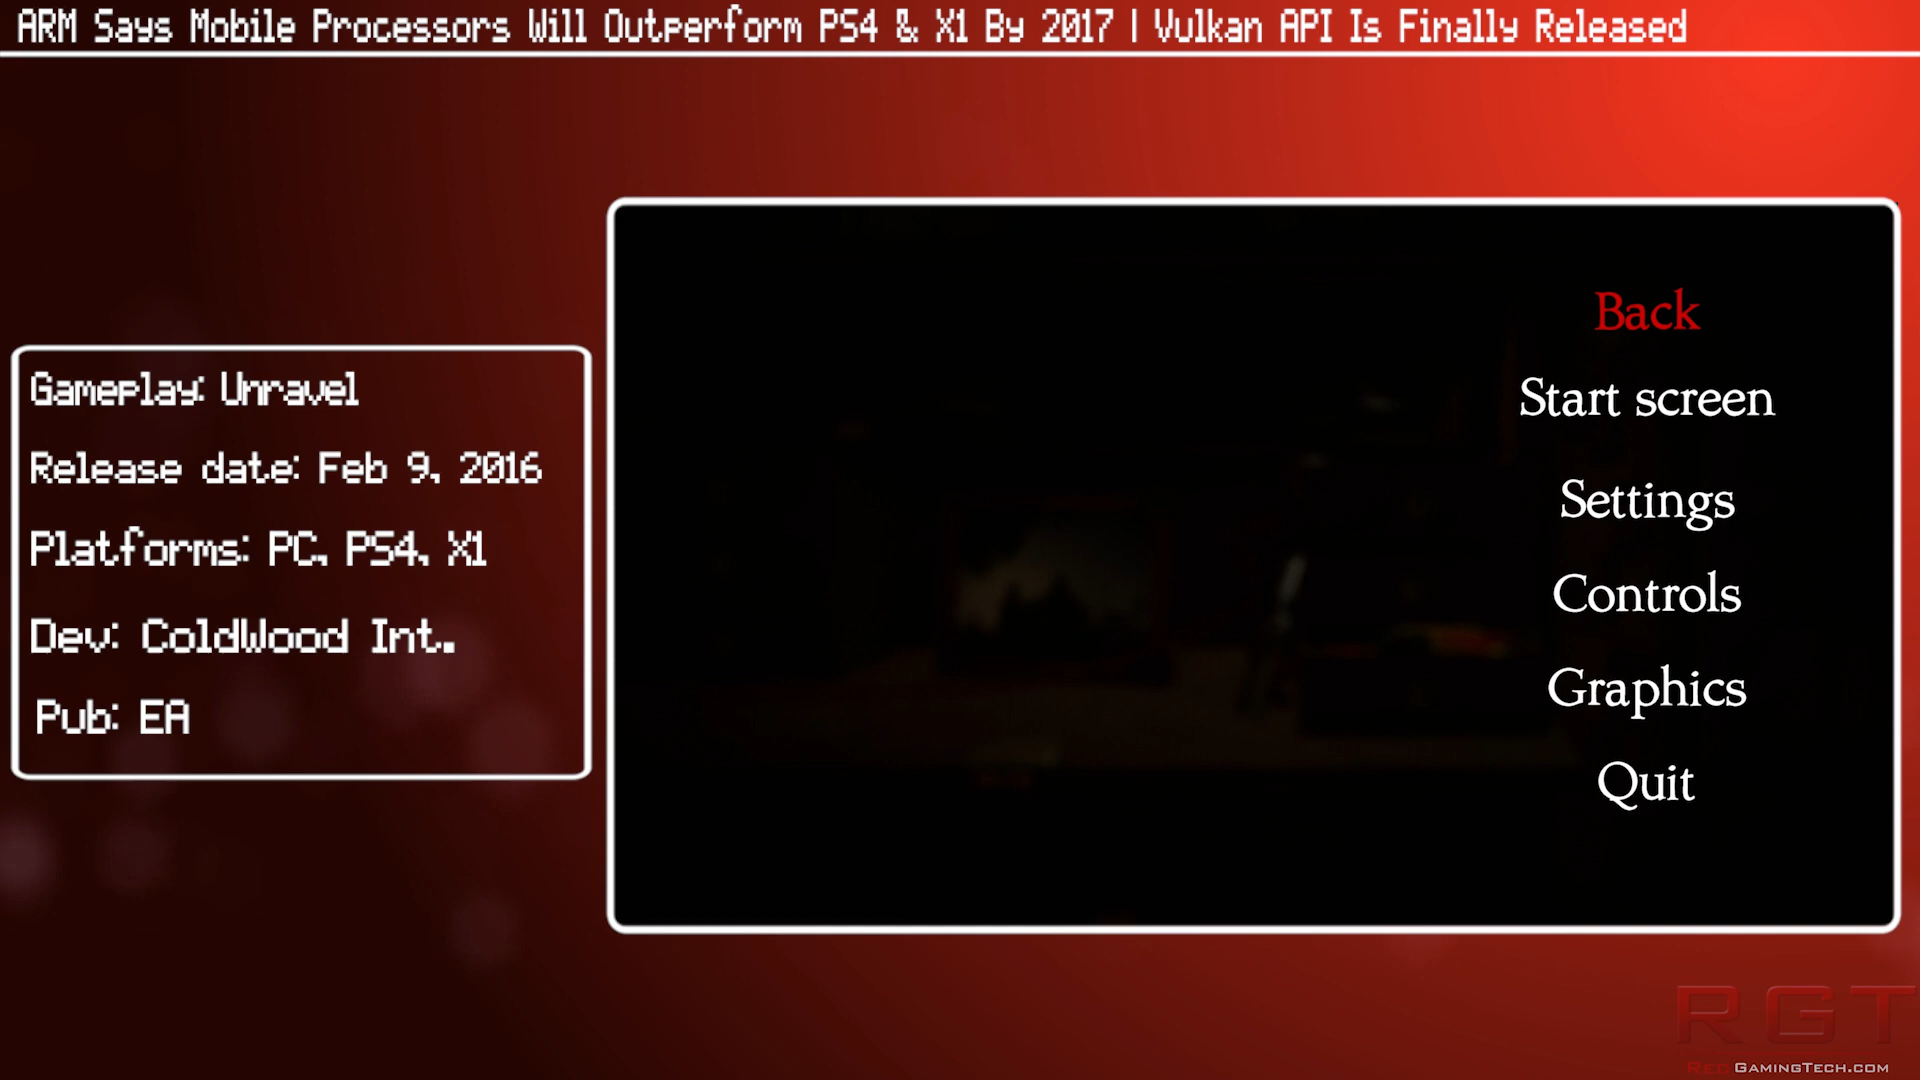 ARM Says Mobile Processors Will Outperform PS4 & X1 By 2017 | Vulkan API Is Finally Released
Gameplay: Unravel
Release date: Feb 9, 2016
Platforms: PC, PS4, X1
Dev: ColdWood Int.
Pub: EA
Back
Start screen
Settings
Controls
Graphics
Quit
RGT
RedGamingTech.com